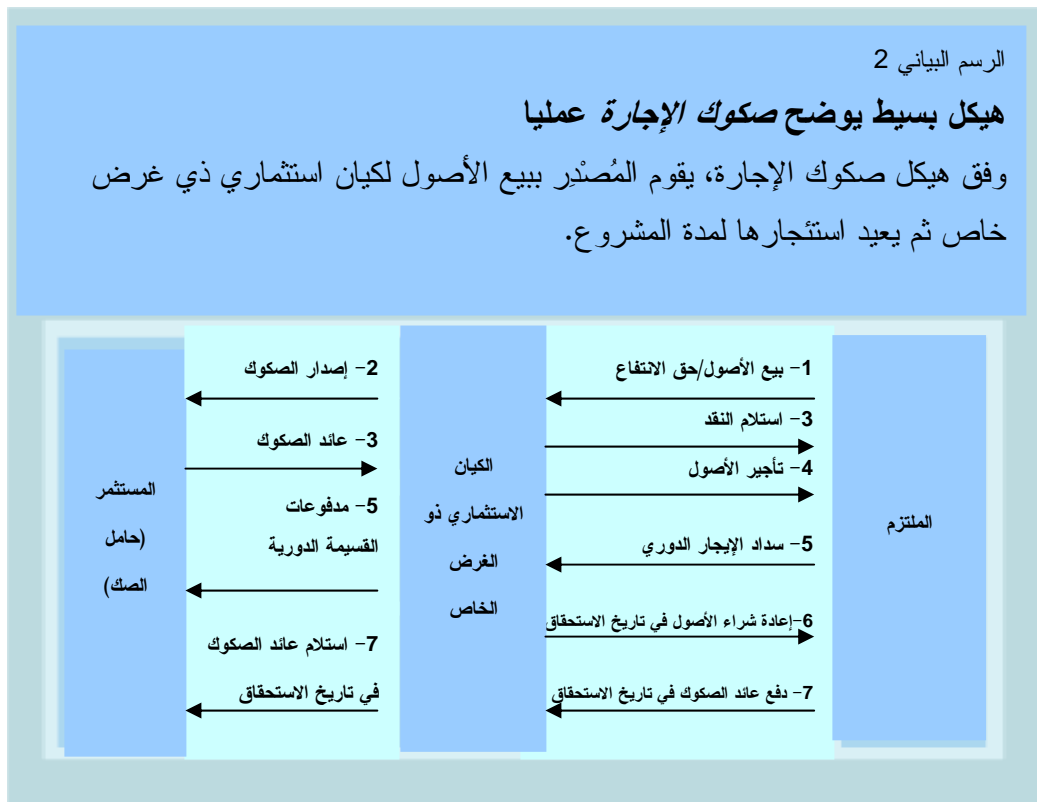 الرسم البياني 2
هيكل بسيط يوضح صكوك الإجارة عمليا
وفق هيكل صكوك الإجارة، يقوم المُصْدِر ببيع الأصول لكيان استثماري ذي غرض
خاص ثم يعيد استئجارها لمدة المشروع.
الملتزم
1- بيع الأصول/حق الانتفاع
3- استلام النقد
4- تأجير الأصول
5- سداد الإيجار الدوري
6-إعادة شراء الأصول في تاريخ الاستحقاق
7- دفع عائد الصكوك في تاريخ الاستحقاق
الكيان
الاستثماري ذو
الغرض
الخاص
2- إصدار الصكوك
3- عائد الصكوك
5- مدفوعات
القسيمة الدورية
7- استلام عائد الصكوك
في تاريخ الاستحقاق
المستثمر
(حامل
الصك)